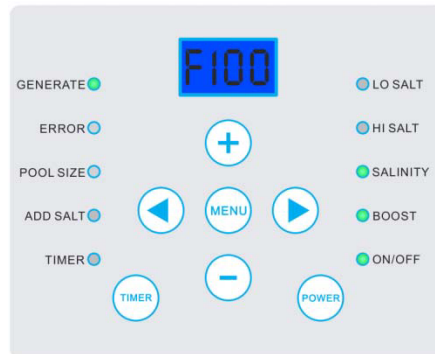 F100
GENERATE
ERROR
POOL SIZE
ADD SALT
TIMER
LO SALT
HI SALT
SALINITY
BOOST
ON/OFF
+
MENU
−
TIMER
POWER